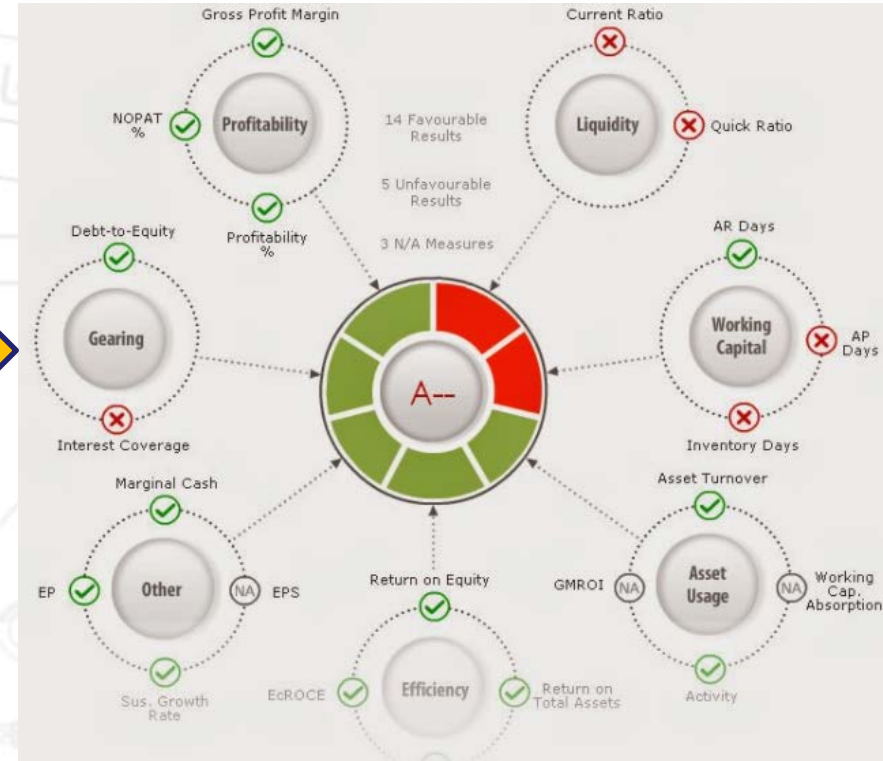 Gross Profit Margin
Current Ratio
NOPAT
%
Profitability
14 Favourable
Results
Liquidity
Quick Ratio
5 Unfavourable
Results
Debt-to-Equity
Profitability
%
3 N/A Measures
AR Days
Gearing
Working
Capital
AP
Days
A--
Interest Coverage
Inventory Days
Marginal Cash
Asset Turnover
EP
Other
NA
EPS
Return on Equity
GMROI
NA
Asset
Usage
NA
Working
Cap.
Absorption
Sus. Growth
Rate
EcROCE
Efficiency
Return on
Total Assets
Activity